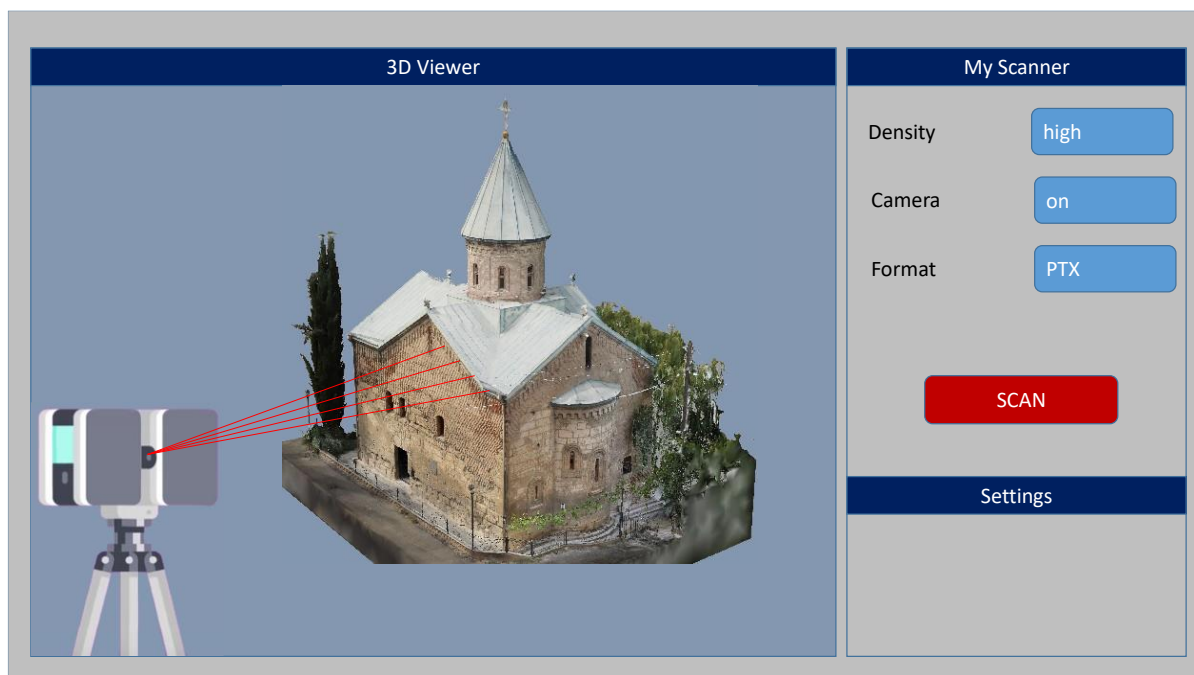 3D Viewer
My Scanner
Density
high
Camera
on
Format
PTX
SCAN
Settings